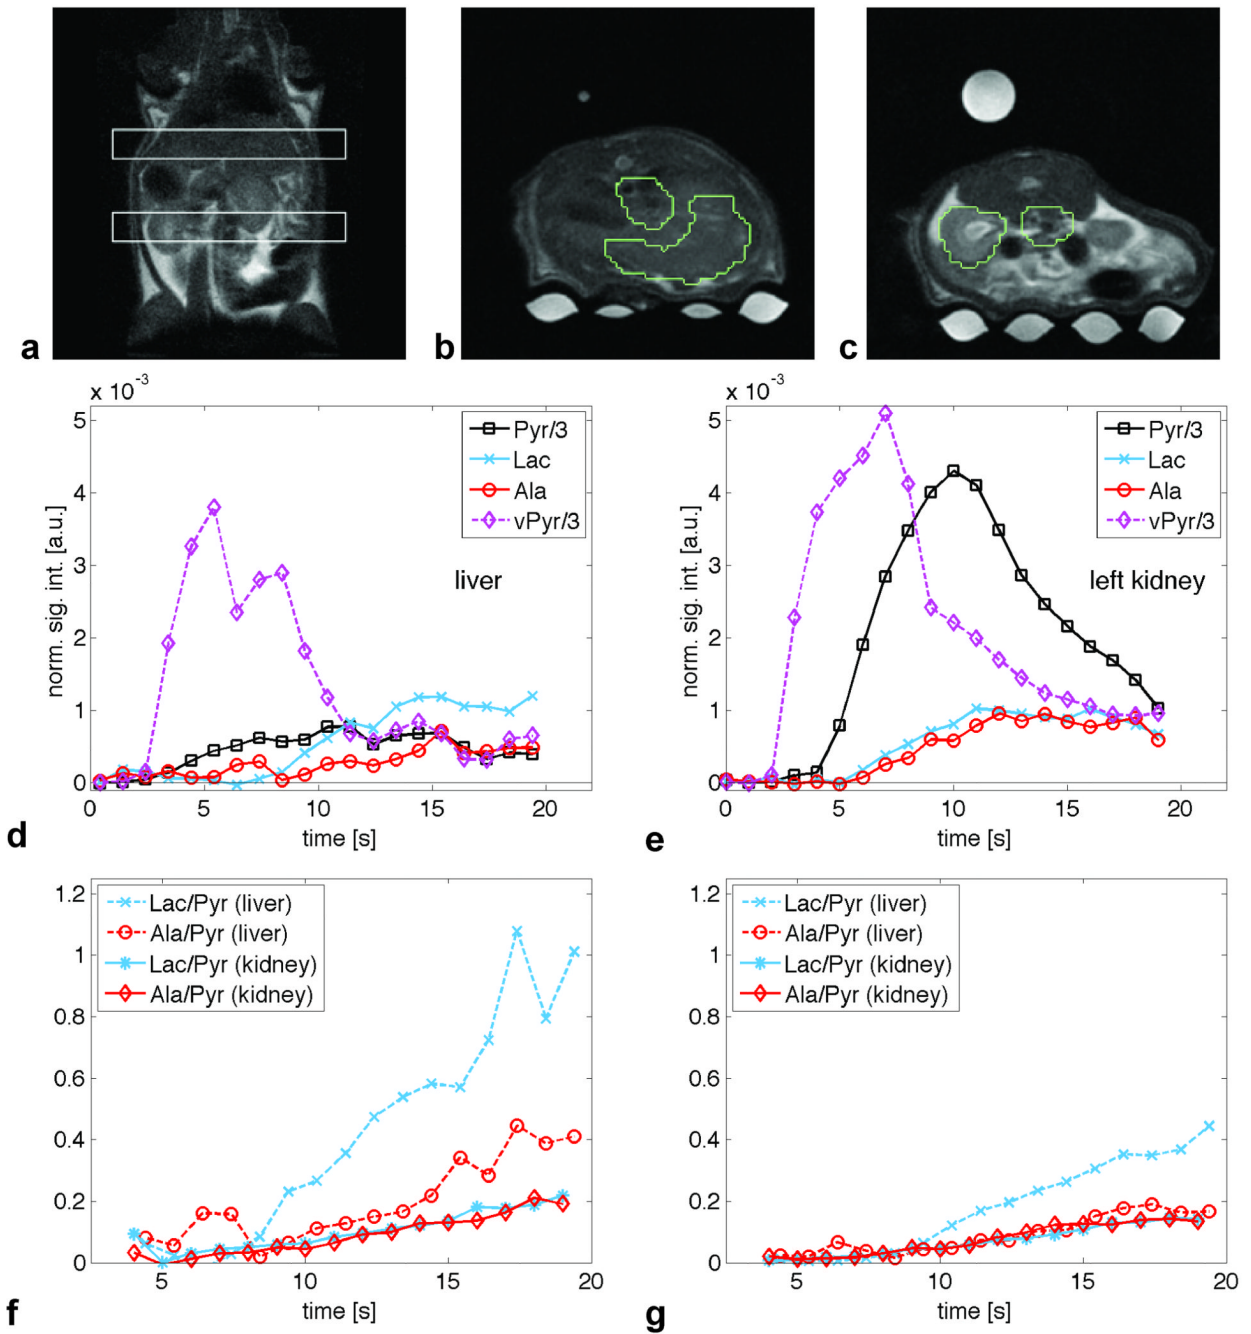 a
b
c
x 10⁻³
5
4
3
2
1
0
norm. sig. int. [a.u.]
Pyr/3
Lac
Ala
vPyr/3
liver
0
5
10
15
20
time [s]
d
x 10⁻³
5
4
3
2
1
0
norm. sig. int. [a.u.]
Pyr/3
Lac
Ala
vPyr/3
left kidney
0
5
10
15
20
time [s]
e
1.2
1
0.8
0.6
0.4
0.2
0
Lac/Pyr (liver)
Ala/Pyr (liver)
Lac/Pyr (kidney)
Ala/Pyr (kidney)
5
10
15
20
time [s]
f
1.2
1
0.8
0.6
0.4
0.2
0
Lac/Pyr (liver)
Ala/Pyr (liver)
Lac/Pyr (kidney)
Ala/Pyr (kidney)
5
10
15
20
time [s]
g